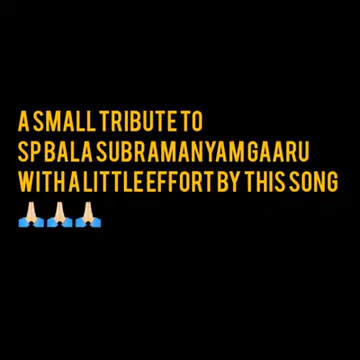 A SMALL TRIBUTE TO
SP BALA SUBRAMANYAM GAARU
WITH A LITTLE EFFORT BY THIS SONG
🙏🙏🙏